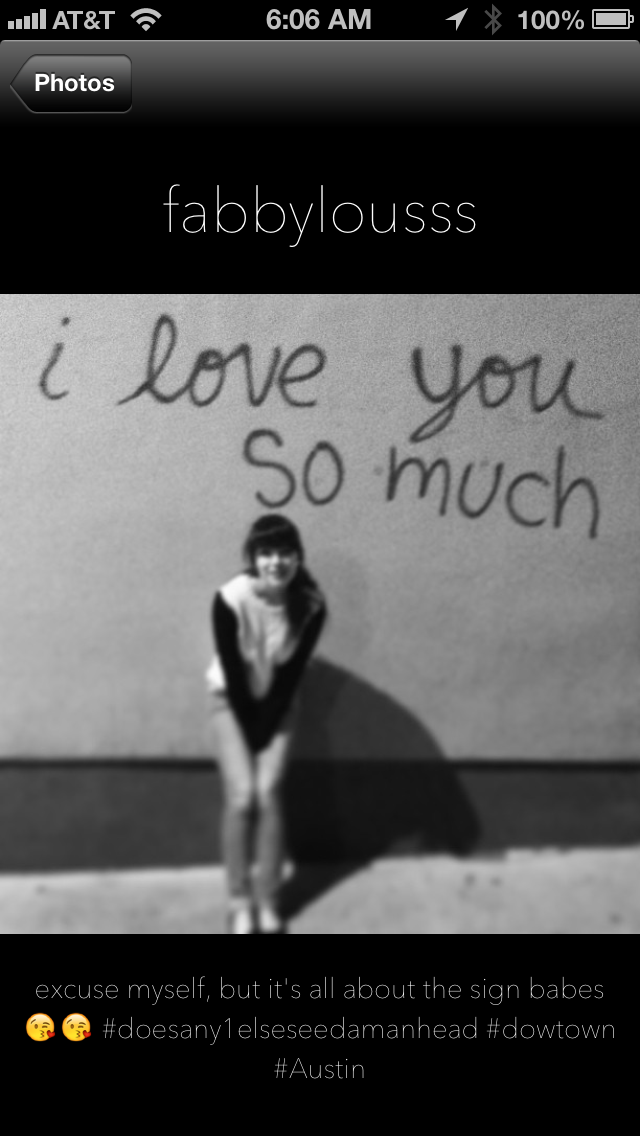 AT&T 6:06 AM 100%
Photos
fabbylousss
i love you
so much
excuse myself, but it's all about the sign babes
😘😘 #doesany1elseseedamanhead #dowtown
#Austin